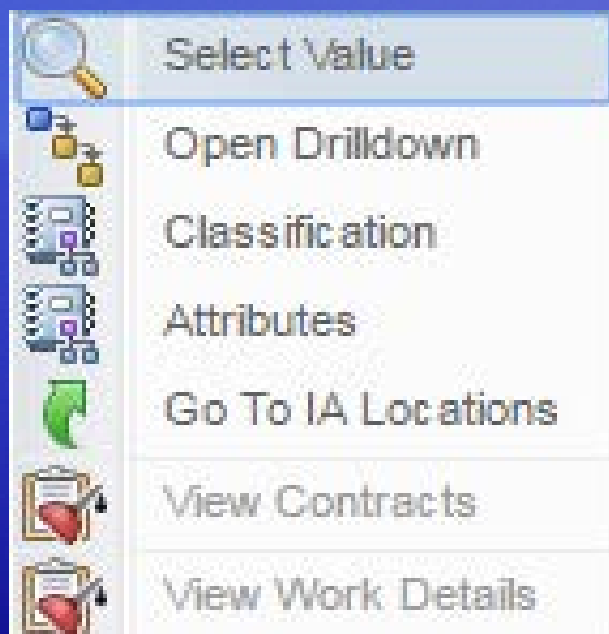 Select Value
Open Drilldown
Classification
Attributes
Go To IA Locations
View Contracts
View Work Details